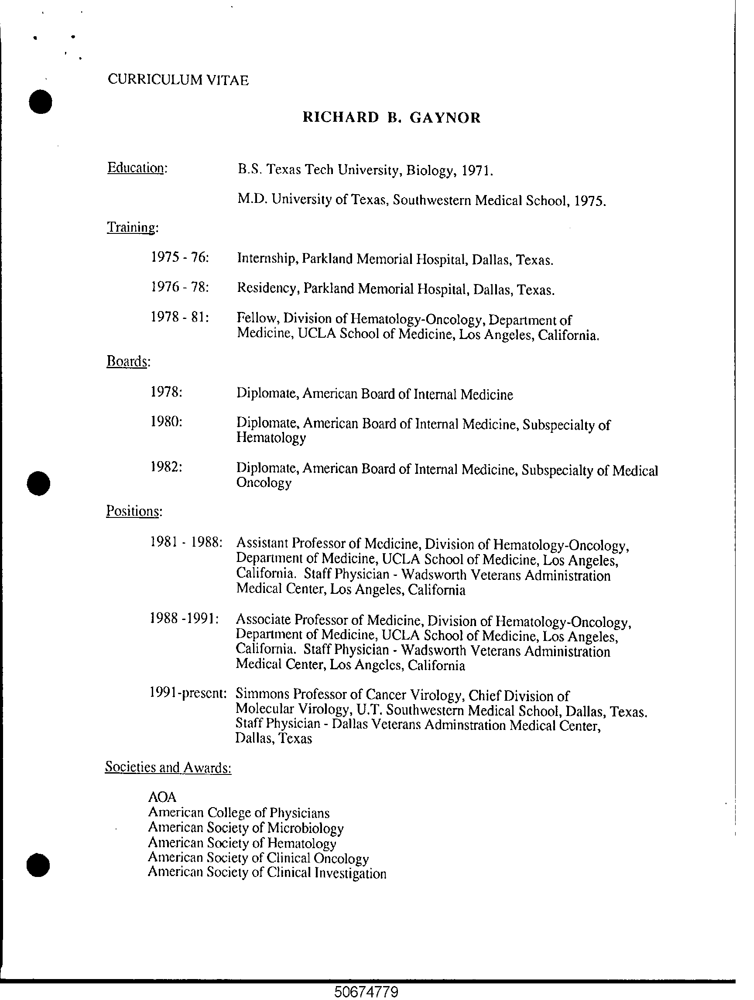 CURRICULUM VITAE
RICHARD B. GAYNOR
Education: B.S. Texas Tech University, Biology, 1971.
M.D. University of Texas, Southwestern Medical School, 1975.
Training:
1975 - 76: Internship, Parkland Memorial Hospital, Dallas, Texas.
1976 - 78: Residency, Parkland Memorial Hospital, Dallas, Texas.
1978 - 81: Fellow, Division of Hematology-Oncology, Department of
Medicine, UCLA School of Medicine, Los Angeles, California.
Boards:
1978: Diplomate, American Board of Internal Medicine
1980: Diplomate, American Board of Internal Medicine, Subspecialty of
Hematology
1982: Diplomate, American Board of Internal Medicine, Subspecialty of Medical
Oncology
Positions:
1981 - 1988: Assistant Professor of Medicine, Division of Hematology-Oncology,
Department of Medicine, UCLA School of Medicine, Los Angeles,
California. Staff Physician - Wadsworth Veterans Administration
Medical Center, Los Angeles, California
1988 -1991: Associate Professor of Medicine, Division of Hematology-Oncology,
Department of Medicine, UCLA School of Medicine, Los Angeles,
California. Staff Physician - Wadsworth Veterans Administration
Medical Center, Los Angeles, California
1991-present: Simmons Professor of Cancer Virology, Chief Division of
Molecular Virology, U.T. Southwestern Medical School, Dallas, Texas.
Staff Physician - Dallas Veterans Adminstration Medical Center,
Dallas, Texas
Societies and Awards:
AOA
American College of Physicians
American Society of Microbiology
American Society of Hematology
American Society of Clinical Oncology
American Society of Clinical Investigation
50674779